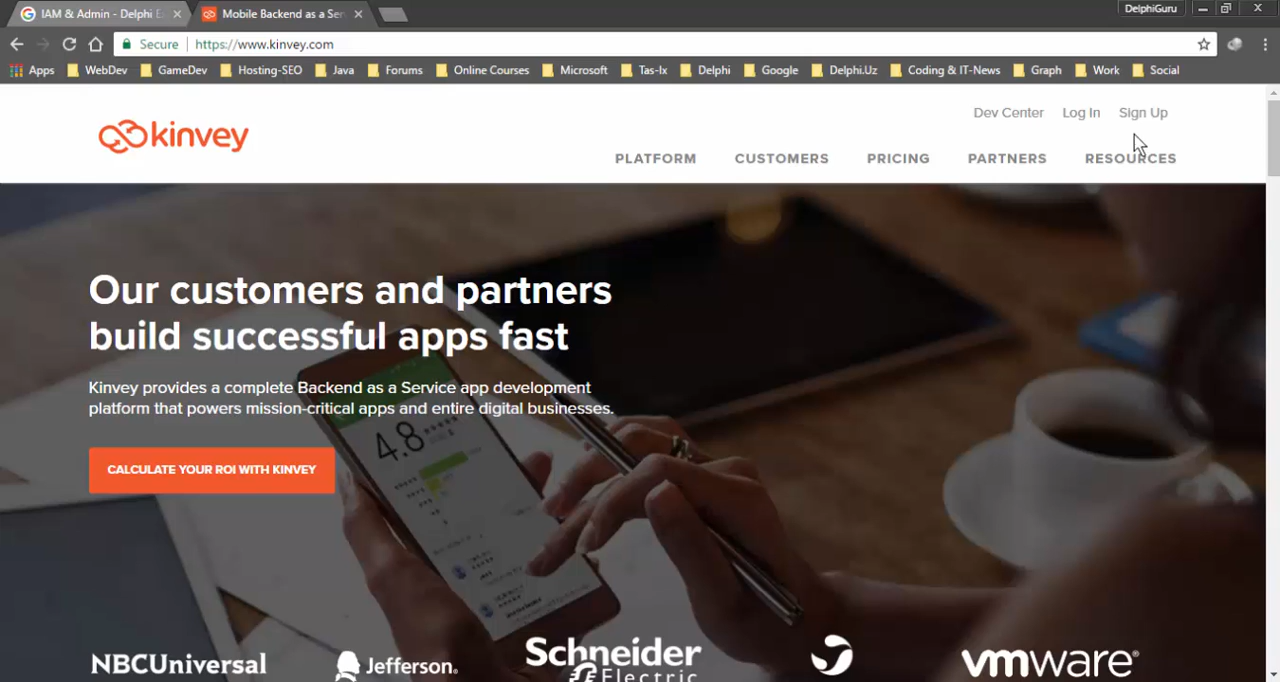 IAM & Admin - Delphi E
Mobile Backend as a Ser
DelphiGuru
Secure
https://www.kinvey.com
Apps
WebDev
GameDev
Hosting-SEO
Java
Forums
Online Courses
Microsoft
Tas-Ix
Delphi
Google
Delphi.Uz
Coding & IT-News
Graph
Work
Social
kinvey
Dev Center
Log In
Sign Up
PLATFORM
CUSTOMERS
PRICING
PARTNERS
RESOURCES
Our customers and partners
build successful apps fast
Kinvey provides a complete Backend as a Service app development
platform that powers mission-critical apps and entire digital businesses.
CALCULATE YOUR ROI WITH KINVEY
4.8
NBCUniversal
Jefferson.
Schneider
Electric
vmware